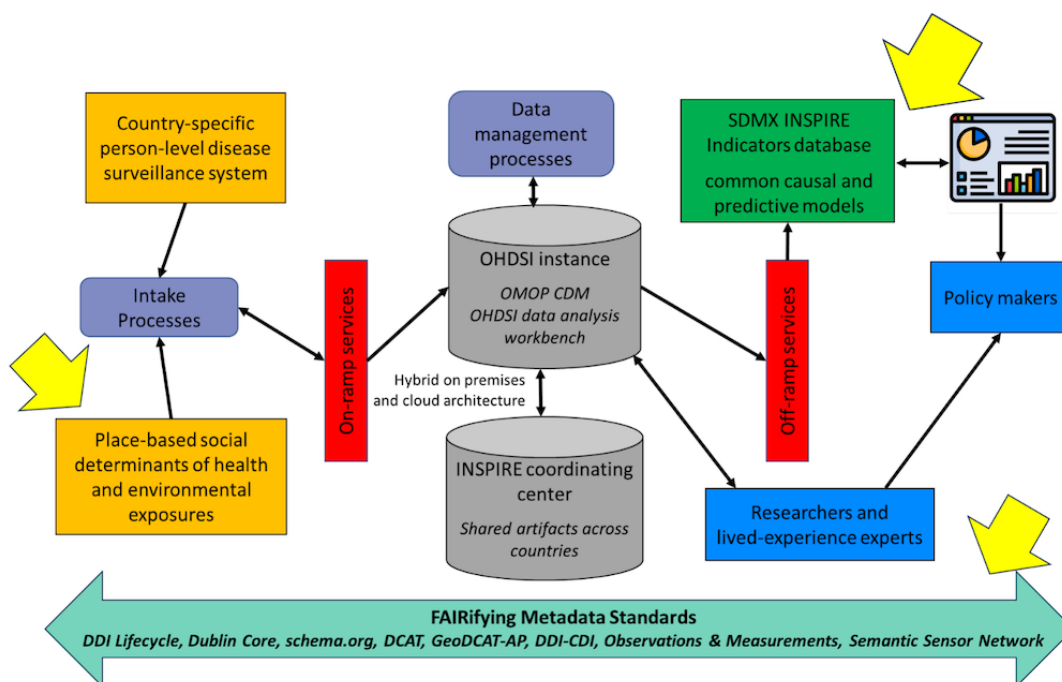 Country-specific
person-level disease
surveillance system
Data
management
processes
SDMX INSPIRE
Indicators database
common causal and
predictive models
Intake
Processes
On-ramp services
OHDSI instance
OMOP CDM
OHDSI data analysis
workbench
Off-ramp services
Policy makers
Hybrid on premises
and cloud architecture
Place-based social
determinants of health
and environmental
exposures
INSPIRE coordinating
center
Shared artifacts across
countries
Researchers and
lived-experience experts
FAIRifying Metadata Standards
DDI Lifecycle, Dublin Core, schema.org, DCAT, GeoDCAT-AP, DDI-CDI, Observations & Measurements, Semantic Sensor Network